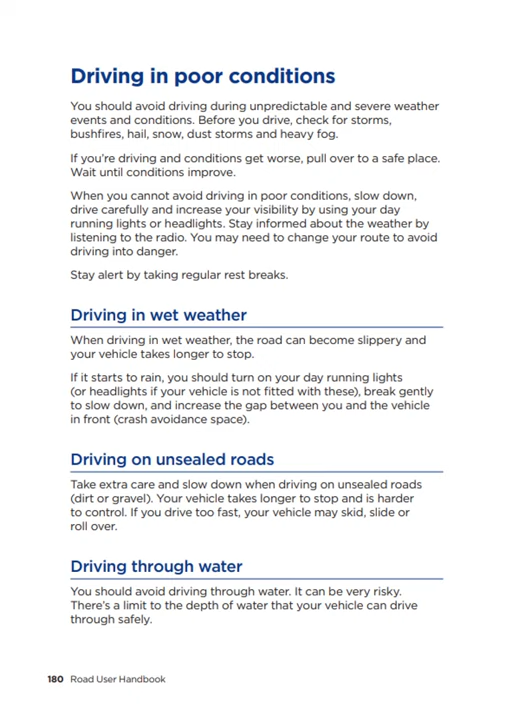 Driving in poor conditions
You should avoid driving during unpredictable and severe weather
events and conditions. Before you drive, check for storms,
bushfires, hail, snow, dust storms and heavy fog.
If you're driving and conditions get worse, pull over to a safe place.
Wait until conditions improve.
When you cannot avoid driving in poor conditions, slow down,
drive carefully and increase your visibility by using your day
running lights or headlights. Stay informed about the weather by
listening to the radio. You may need to change your route to avoid
driving into danger.
Stay alert by taking regular rest breaks.
Driving in wet weather
When driving in wet weather, the road can become slippery and
your vehicle takes longer to stop.
If it starts to rain, you should turn on your day running lights
(or headlights if your vehicle is not fitted with these), break gently
to slow down, and increase the gap between you and the vehicle
in front (crash avoidance space).
Driving on unsealed roads
Take extra care and slow down when driving on unsealed roads
(dirt or gravel). Your vehicle takes longer to stop and is harder
to control. If you drive too fast, your vehicle may skid, slide or
roll over.
Driving through water
You should avoid driving through water. It can be very risky.
There's a limit to the depth of water that your vehicle can drive
through safely.
180 Road User Handbook